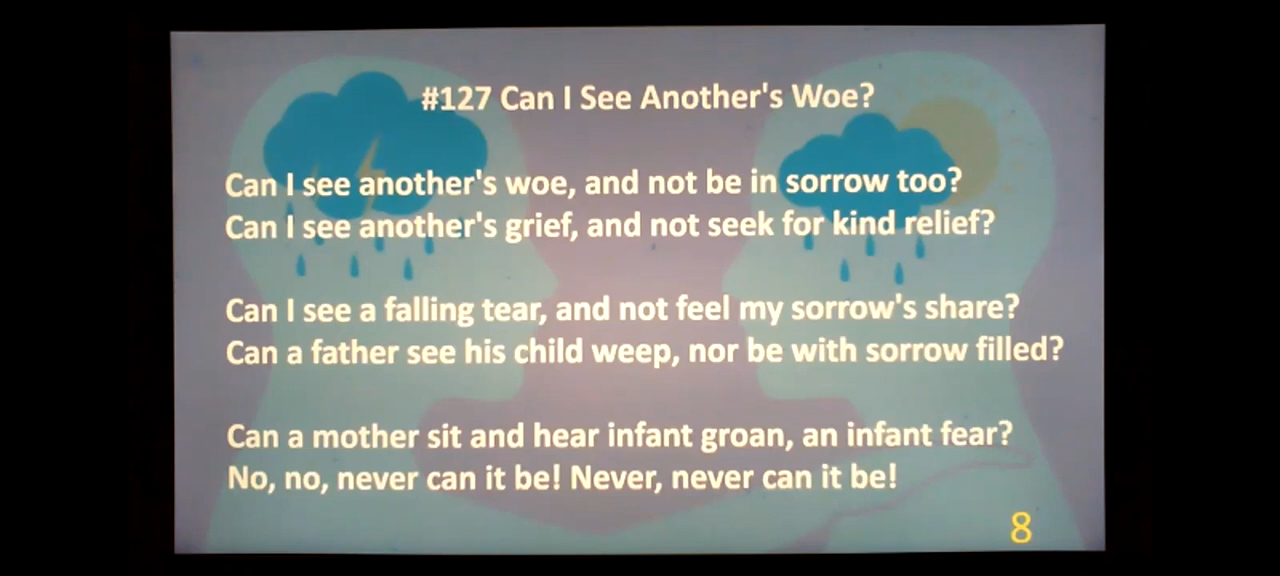 #127 Can I See Another's Woe?
Can I see another's woe, and not be in sorrow too?
Can I see another's grief, and not seek for kind relief?
Can I see a falling tear, and not feel my sorrow's share?
Can a father see his child weep, nor be with sorrow filled?
Can a mother sit and hear infant groan, an infant fear?
No, no, never can it be! Never, never can it be!
8